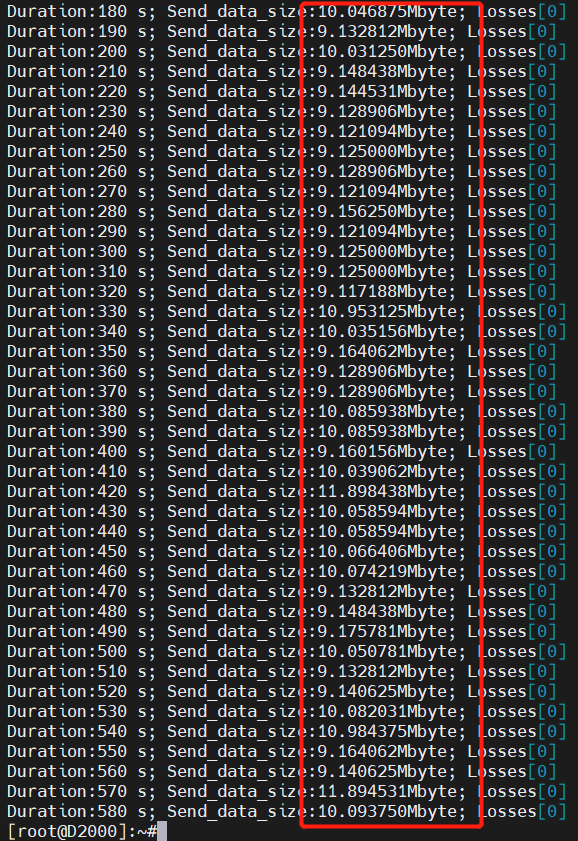 Duration:180 s; Send_data_size:10.046875Mbyte; Losses[0]
Duration:190 s; Send_data_size:9.132812Mbyte; Losses[0]
Duration:200 s; Send_data_size:10.031250Mbyte; Losses[0]
Duration:210 s; Send_data_size:9.148438Mbyte; Losses[0]
Duration:220 s; Send_data_size:9.144531Mbyte; Losses[0]
Duration:230 s; Send_data_size:9.128906Mbyte; Losses[0]
Duration:240 s; Send_data_size:9.121094Mbyte; Losses[0]
Duration:250 s; Send_data_size:9.125000Mbyte; Losses[0]
Duration:260 s; Send_data_size:9.128906Mbyte; Losses[0]
Duration:270 s; Send_data_size:9.121094Mbyte; Losses[0]
Duration:280 s; Send_data_size:9.156250Mbyte; Losses[0]
Duration:290 s; Send_data_size:9.121094Mbyte; Losses[0]
Duration:300 s; Send_data_size:9.125000Mbyte; Losses[0]
Duration:310 s; Send_data_size:9.125000Mbyte; Losses[0]
Duration:320 s; Send_data_size:9.117188Mbyte; Losses[0]
Duration:330 s; Send_data_size:10.953125Mbyte; Losses[0]
Duration:340 s; Send_data_size:10.035156Mbyte; Losses[0]
Duration:350 s; Send_data_size:9.164062Mbyte; Losses[0]
Duration:360 s; Send_data_size:9.128906Mbyte; Losses[0]
Duration:370 s; Send_data_size:9.128906Mbyte; Losses[0]
Duration:380 s; Send_data_size:10.085938Mbyte; Losses[0]
Duration:390 s; Send_data_size:10.085938Mbyte; Losses[0]
Duration:400 s; Send_data_size:9.160156Mbyte; Losses[0]
Duration:410 s; Send_data_size:10.039062Mbyte; Losses[0]
Duration:420 s; Send_data_size:11.898438Mbyte; Losses[0]
Duration:430 s; Send_data_size:10.058594Mbyte; Losses[0]
Duration:440 s; Send_data_size:10.058594Mbyte; Losses[0]
Duration:450 s; Send_data_size:10.066406Mbyte; Losses[0]
Duration:460 s; Send_data_size:10.074219Mbyte; Losses[0]
Duration:470 s; Send_data_size:9.132812Mbyte; Losses[0]
Duration:480 s; Send_data_size:9.148438Mbyte; Losses[0]
Duration:490 s; Send_data_size:9.175781Mbyte; Losses[0]
Duration:500 s; Send_data_size:10.050781Mbyte; Losses[0]
Duration:510 s; Send_data_size:9.132812Mbyte; Losses[0]
Duration:520 s; Send_data_size:9.140625Mbyte; Losses[0]
Duration:530 s; Send_data_size:10.082031Mbyte; Losses[0]
Duration:540 s; Send_data_size:10.984375Mbyte; Losses[0]
Duration:550 s; Send_data_size:9.164062Mbyte; Losses[0]
Duration:560 s; Send_data_size:9.140625Mbyte; Losses[0]
Duration:570 s; Send_data_size:11.894531Mbyte; Losses[0]
Duration:580 s; Send_data_size:10.093750Mbyte; Losses[0]
[root@D2000]:~#